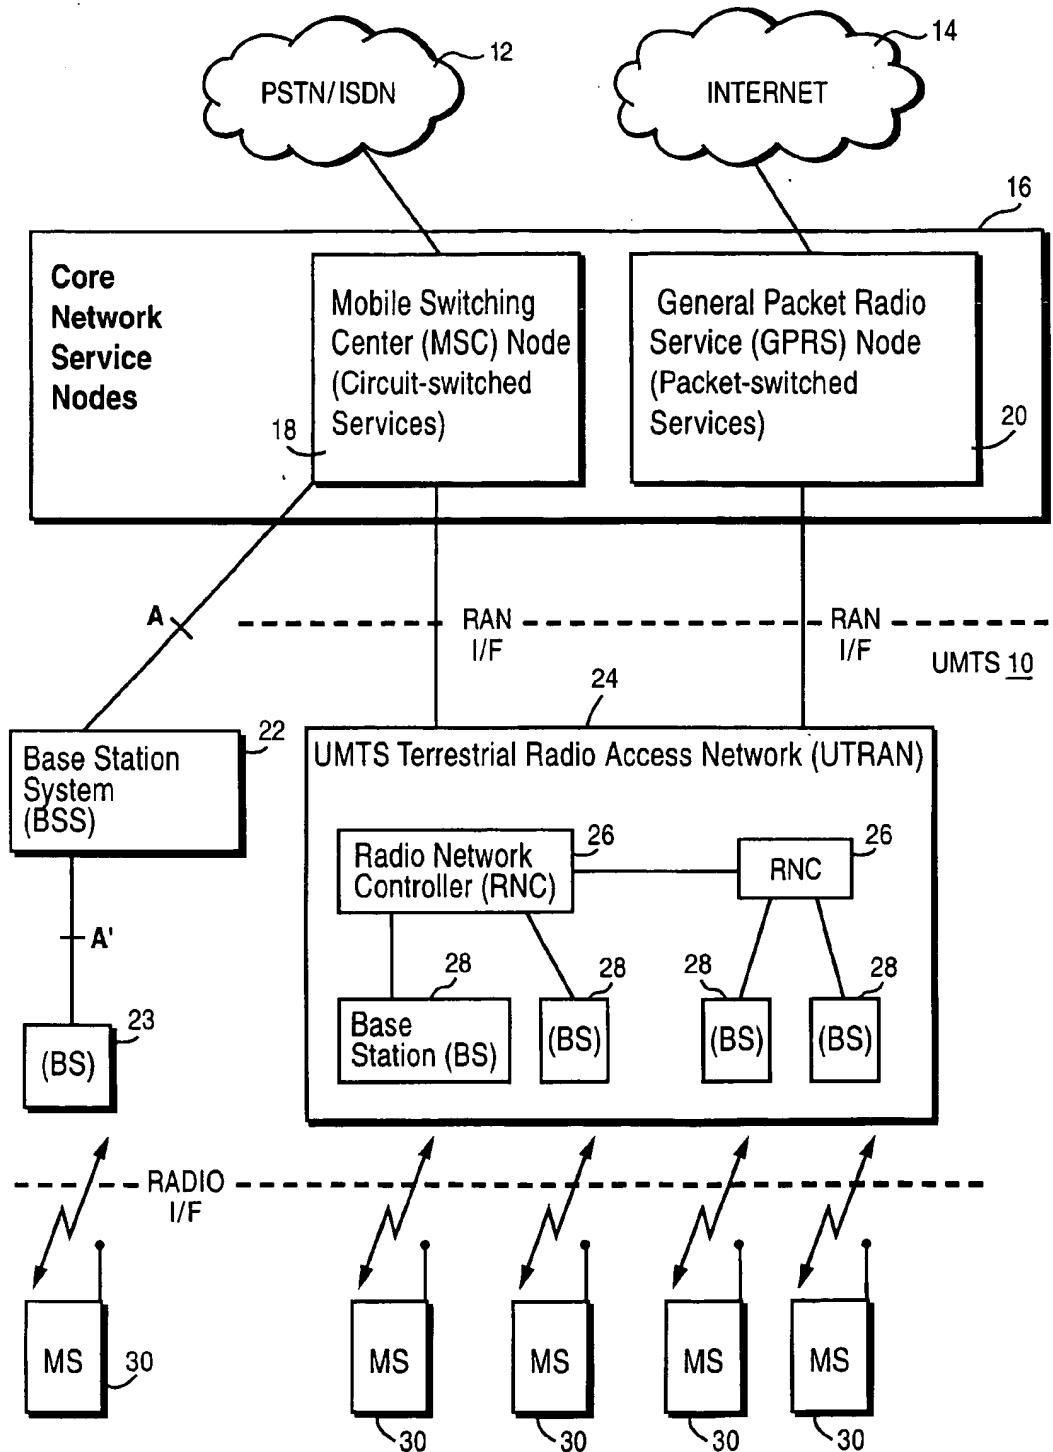 12
14
PSTN/ISDN
INTERNET
16
Core
Network
Service
Nodes
Mobile Switching
Center (MSC) Node
(Circuit-switched
Services)
General Packet Radio
Service (GPRS) Node
(Packet-switched
Services)
18
20
A
RAN
I/F
RAN
I/F
UMTS 10
24
22
Base Station
System
(BSS)
UMTS Terrestrial Radio Access Network (UTRAN)
26
26
Radio Network
Controller (RNC)
RNC
A'
28
28
28
28
23
Base
Station (BS)
(BS)
(BS)
(BS)
(BS)
RADIO
I/F
MS
MS
MS
MS
MS
30
30
30
30
30